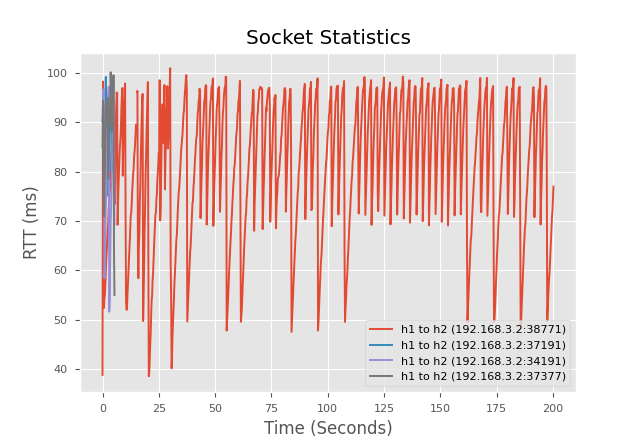 Socket Statistics
100
90
80
70
60
50
40
RTT (ms)
h1 to h2 (192.168.3.2:38771)
h1 to h2 (192.168.3.2:37191)
h1 to h2 (192.168.3.2:34191)
h1 to h2 (192.168.3.2:37377)
0 25 50 75 100 125 150 175 200
Time (Seconds)